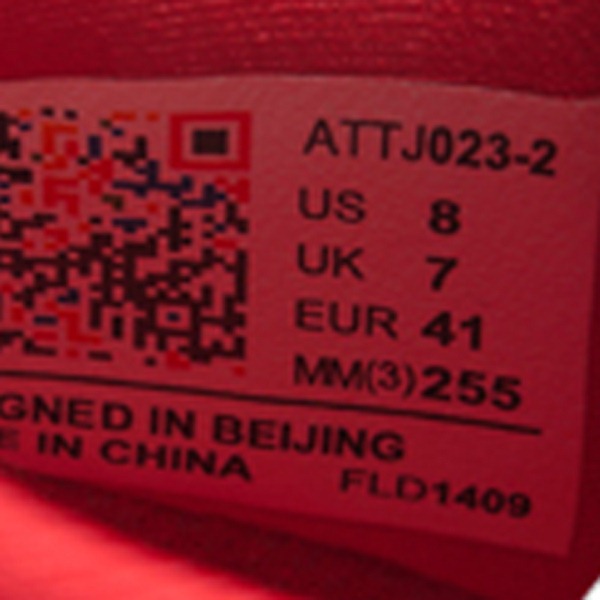 ATTJ023-2
US 8
UK 7
EUR 41
MM(3)255
GNED IN BEIJING
E IN CHINA FLD1409